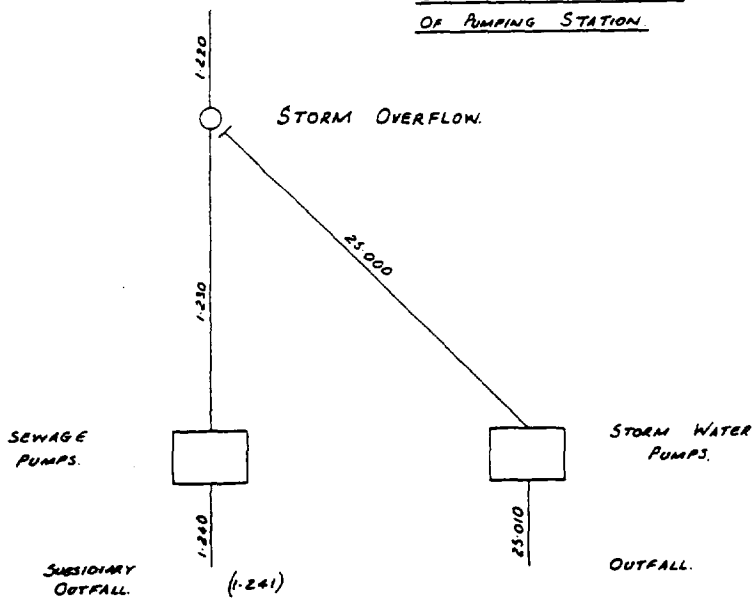 OF PUMPING STATION.
1.220
STORM OVERFLOW.
25.000
1.230
SEWAGE
PUMPS.
STORM WATER
PUMPS.
1.240
25.010
SUBSIDIARY
OUTFALL.
(1.241)
OUTFALL.